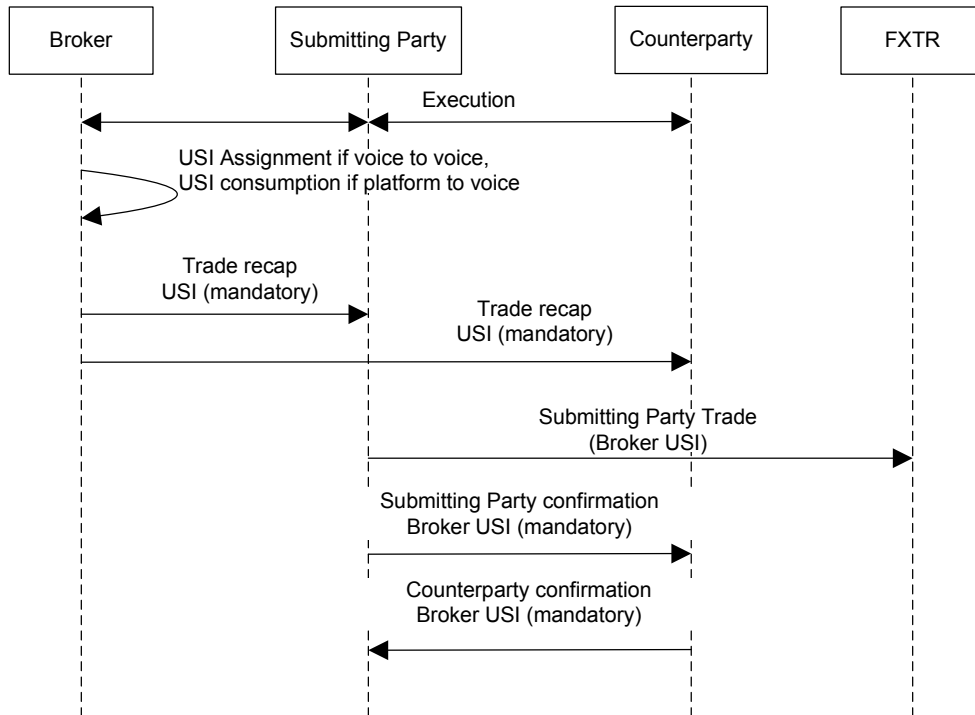 Broker
Submitting Party
Counterparty
FXTR
Execution
USI Assignment if voice to voice,
USI consumption if platform to voice
Trade recap
USI (mandatory)
Trade recap
USI (mandatory)
Submitting Party Trade
(Broker USI)
Submitting Party confirmation
Broker USI (mandatory)
Counterparty confirmation
Broker USI (mandatory)